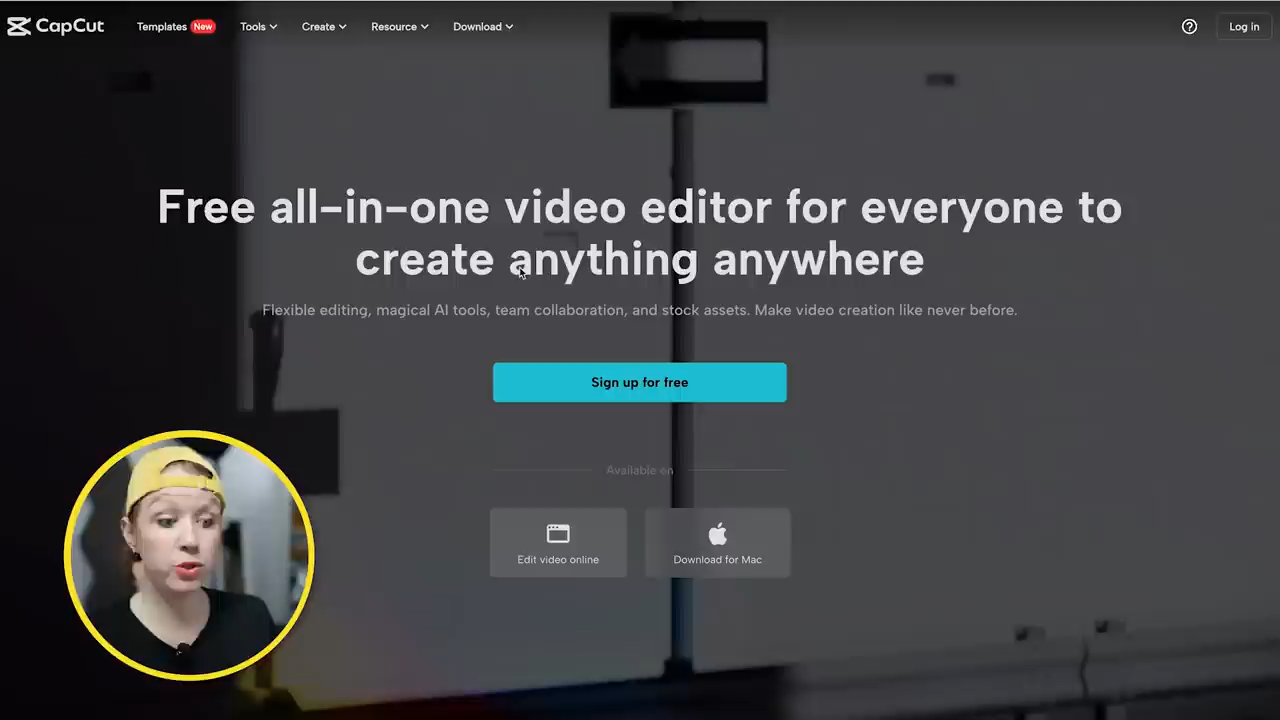 CapCut
Templates New
Tools
Create
Resource
Download
Log in
Free all-in-one video editor for everyone to
create anything anywhere
Flexible editing, magical AI tools, team collaboration, and stock assets. Make video creation like never before.
Sign up for free
Available on
Edit video online
Download for Mac